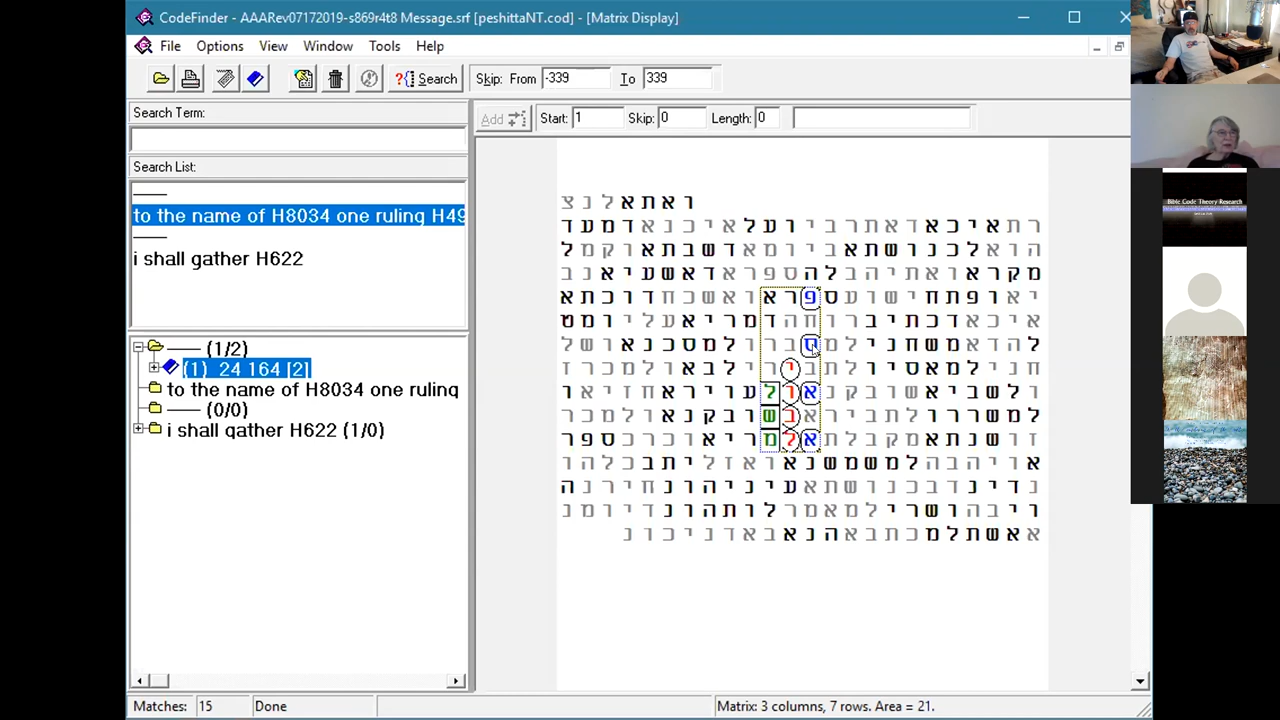 CodeFinder - AAARev07172019-s869r4t8 Message.srf [peshittaNT.cod] - [Matrix Display]
File Options View Window Tools Help
Search Skip: From -339 To 339
Search Term:
Add Start: 1 Skip: 0 Length: 0
Search List:
to the name of H8034 one ruling H49
i shall gather H622
(1/2)
(1) 24 164 [2]
to the name of H8034 one ruling
(0/0)
i shall gather H622 (1/0)
ו א ת א ל נ צ
ר ת א י כ א ד א ת ר ב י ו ע ל א י כ נ א ד מ ע ד
ה ו א ל כ נ ו ש ת א ב י ו מ א ד ש ב ת א ו ק מ ל
מ ק ר א ו א ת י ה ב ל ה ס פ ר א ד א ש ע י א נ ב
י א ו פ ת ח י ש ו ע ס פ ר א ו א ש כ ח ד ו כ ת א
א י כ א ד כ ת י ב ר ו ח ה ד מ ר י א ע ל י ו מ ט
ל ה ד א מ ש ח נ י ל מ ס ב ר ו ל מ ס כ נ א ו ש ל
ח נ י ל מ א ס י ו ל ת ב י ר י ל ב א ו ל מ כ ר ז
ו ל ש ב י א ש ו ב ק נ א ו ל ע ו י ר א ח ז י א ו
ל מ ש ר ר ו ל ת ב י ר א ב ש ו ב ק נ א ו ל מ כ ר
ז ו ש נ ת א מ ק ב ל ת א ל מ ר י א ו כ ר כ ס פ ר
א ו י ה ב ה ל מ ש מ ש נ א ו א ז ל י ת ב כ ל ה ו
נ ד י נ ד ב כ נ ו ש ת א ע י נ י ה ו נ ח י ר נ ה
ו י ב ה ו ש ר י ל מ א מ ר ל ו ת ה ו נ ד י ו מ נ
א א ש ת ל מ כ ת ב א ה נ א ב א ד נ י כ ו נ
Matches: 15 Done Matrix: 3 columns, 7 rows. Area = 21.
Bible Code Theory Research